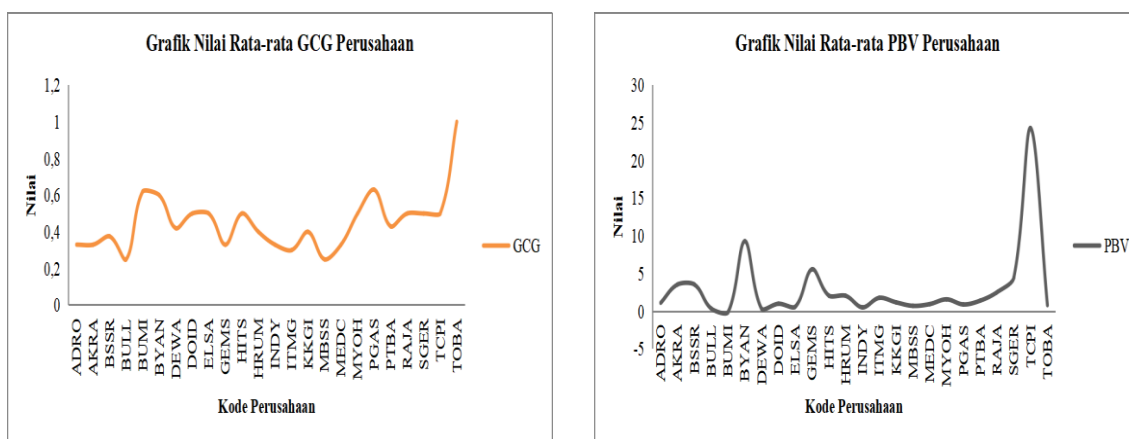 Grafik Nilai Rata-rata GCG Perusahaan
1,2
1
0,8
0,6
0,4
0,2
0
Nilai
ADRO
AKRA
BSSR
BULL
BUMI
BYAN
DEWA
DOID
ELSA
GEMS
HITS
HRUM
INDY
ITMG
KKGI
MBSS
MEDC
MYOH
PGAS
PTBA
RAJA
SGER
TCPI
TOBA
GCG
Kode Perusahaan
Grafik Nilai Rata-rata PBV Perusahaan
30
25
20
15
10
5
0
-5
Nilai
ADRO
AKRA
BSSR
BULL
BUMI
BYAN
DEWA
DOID
ELSA
GEMS
HITS
HRUM
INDY
ITMG
KKGI
MBSS
MEDC
MYOH
PGAS
PTBA
RAJA
SGER
TCPI
TOBA
PBV
Kode Perusahaan